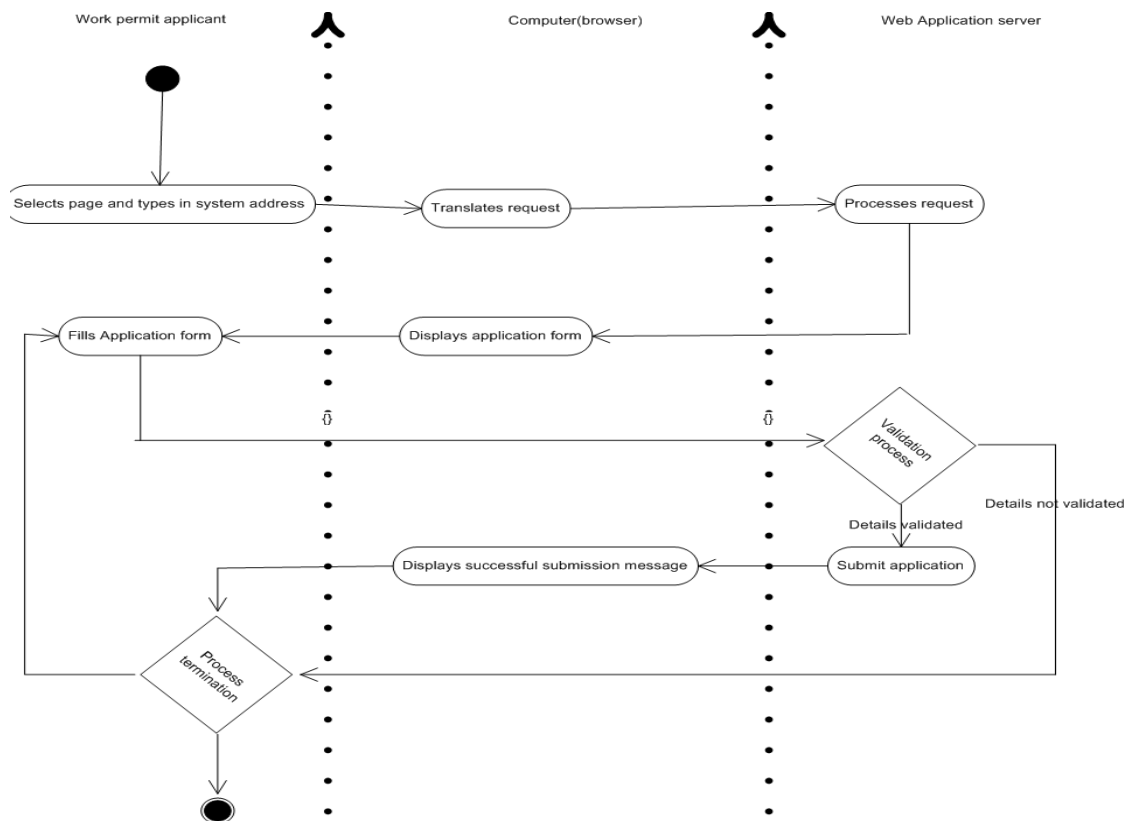 Work permit applicant
Computer(browser)
Web Application server
Selects page and types in system address
Translates request
Processes request
Fills Application form
Displays application form
{}
{}
Validation
process
Details not validated
Details validated
Displays successful submission message
Submit application
Process
termination